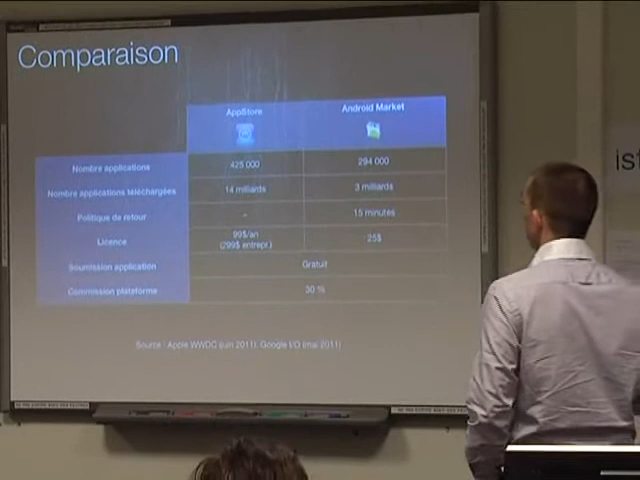 Comparaison
AppStore Android Market
Nombre applications 425 000 294 000
Nombre applications téléchargées 14 milliards 3 milliards
Politique de retour - 15 minutes
Licence 99$/an (299$ entrepr.) 25$
Soumission application Gratuit
Commission plateforme 30 %
Source : Apple WWDC (juin 2011), Google I/O (mai 2011)
ist